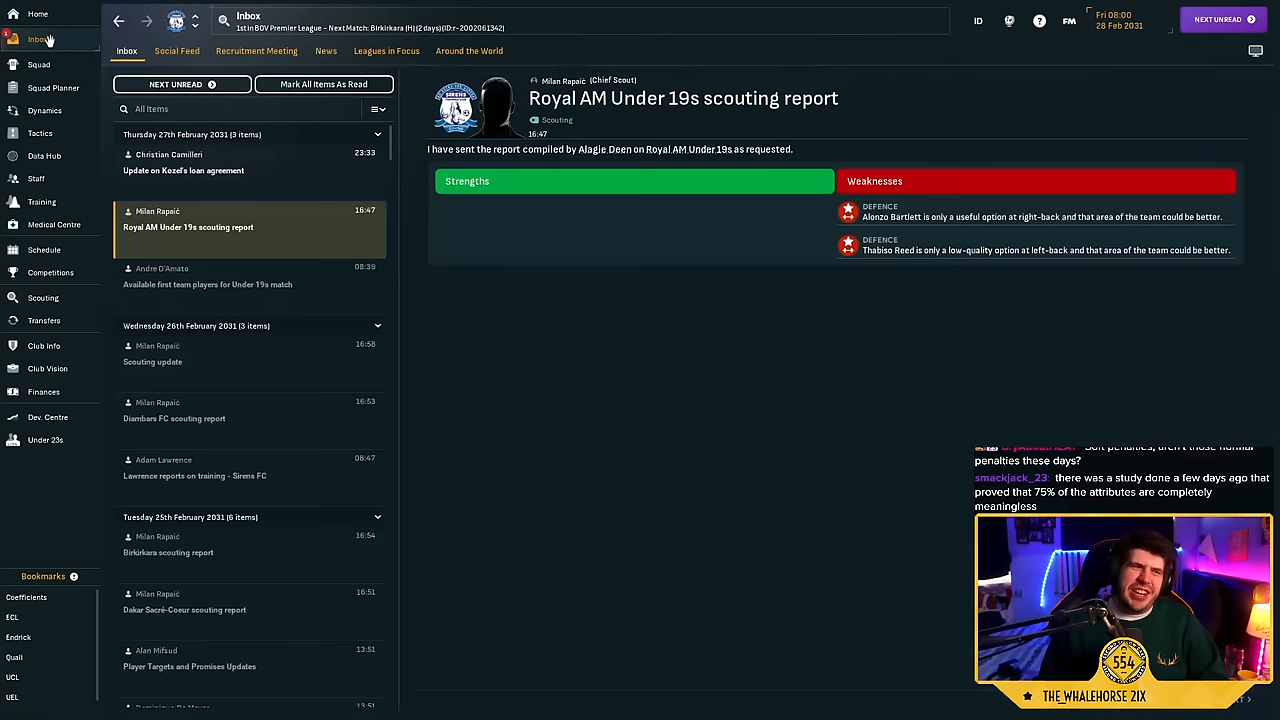 Home
Inbox
Squad
Squad Planner
Dynamics
Tactics
Data Hub
Staff
Training
Medical Centre
Schedule
Competitions
Scouting
Transfers
Club Info
Club Vision
Finances
Dev. Centre
Under 23s
Bookmarks
Coefficients
ECL
Endrick
Quali
UCL
UEL
Inbox
1st in BOV Premier League - Next Match: Birkirkara (H) (2 days) (ID:r-2002061342)
ID
FM
Fri 08:00
28 Feb 2031
NEXT UNREAD
Inbox
Social Feed
Recruitment Meeting
News
Leagues in Focus
Around the World
NEXT UNREAD
Mark All Items As Read
All Items
Thursday 27th February 2031 (3 items)
Christian Camilleri 23:33
Update on Kozel's loan agreement
Milan Rapaić 16:47
Royal AM Under 19s scouting report
Andre D'Amato 08:39
Available first team players for Under 19s match
Wednesday 26th February 2031 (3 items)
Milan Rapaić 16:58
Scouting update
Milan Rapaić 16:53
Diambars FC scouting report
Adam Lawrence 08:47
Lawrence reports on training - Sirens FC
Tuesday 25th February 2031 (6 items)
Milan Rapaić 16:54
Birkirkara scouting report
Milan Rapaić 16:51
Dakar Sacré-Coeur scouting report
Alan Mifsud 13:51
Player Targets and Promises Updates
13:51
SIRENS
Milan Rapaić (Chief Scout)
Royal AM Under 19s scouting report
Scouting
16:47
I have sent the report compiled by Alagie Deen on Royal AM Under 19s as requested.
Strengths
Weaknesses
DEFENCE
Alonzo Bartlett is only a useful option at right-back and that area of the team could be better.
DEFENCE
Thabiso Reed is only a low-quality option at left-back and that area of the team could be better.
penalties these days?
smackjack_23: there was a study done a few days ago that
proved that 75% of the attributes are completely
meaningless
554
THE_WHALEHORSE 21X